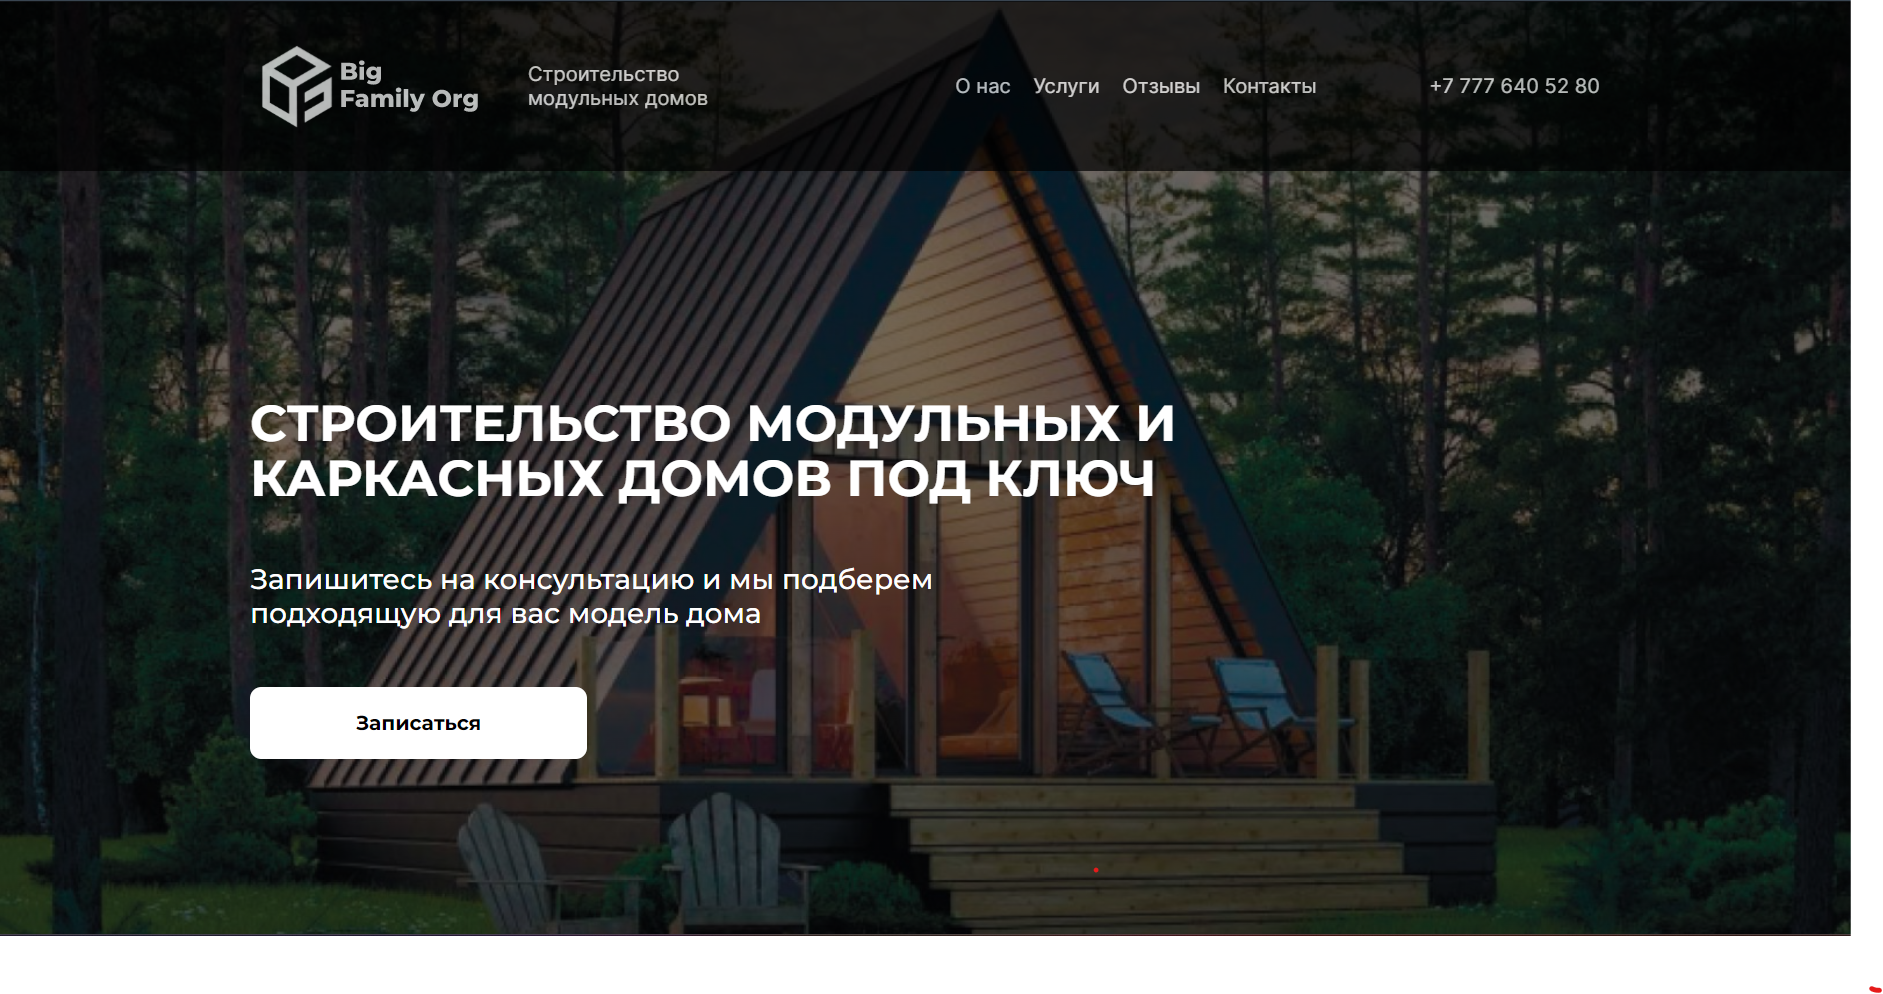 Big
Family Org
Строительство
модульных домов
О нас Услуги Отзывы Контакты
+7 777 640 52 80
СТРОИТЕЛЬСТВО МОДУЛЬНЫХ И
КАРКАСНЫХ ДОМОВ ПОД КЛЮЧ
Запишитесь на консультацию и мы подберем
подходящую для вас модель дома
Записаться